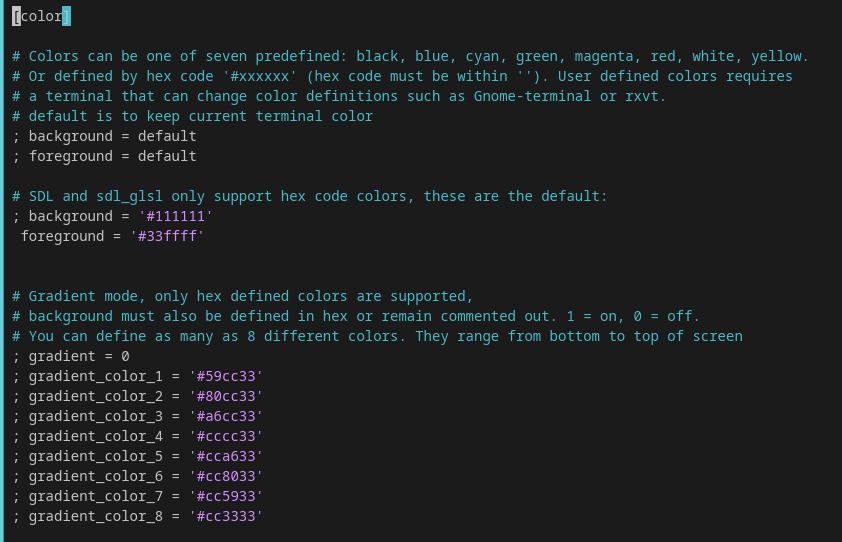 [color]
# Colors can be one of seven predefined: black, blue, cyan, green, magenta, red, white, yellow.
# Or defined by hex code '#xxxxxx' (hex code must be within ''). User defined colors requires
# a terminal that can change color definitions such as Gnome-terminal or rxvt.
# default is to keep current terminal color
; background = default
; foreground = default
# SDL and sdl_glsl only support hex code colors, these are the default:
; background = '#111111'
foreground = '#33ffff'
# Gradient mode, only hex defined colors are supported,
# background must also be defined in hex or remain commented out. 1 = on, 0 = off.
# You can define as many as 8 different colors. They range from bottom to top of screen
; gradient = 0
; gradient_color_1 = '#59cc33'
; gradient_color_2 = '#80cc33'
; gradient_color_3 = '#a6cc33'
; gradient_color_4 = '#cccc33'
; gradient_color_5 = '#cca633'
; gradient_color_6 = '#cc8033'
; gradient_color_7 = '#cc5933'
; gradient_color_8 = '#cc3333'